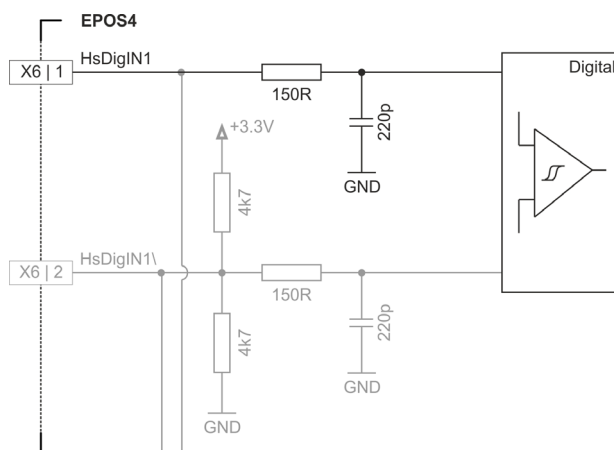 EPOS4
X6 | 1
HsDigIN1
Digital
150R
220p
GND
+3.3V
4k7
X6 | 2
HsDigIN1\
150R
220p
GND
4k7
GND